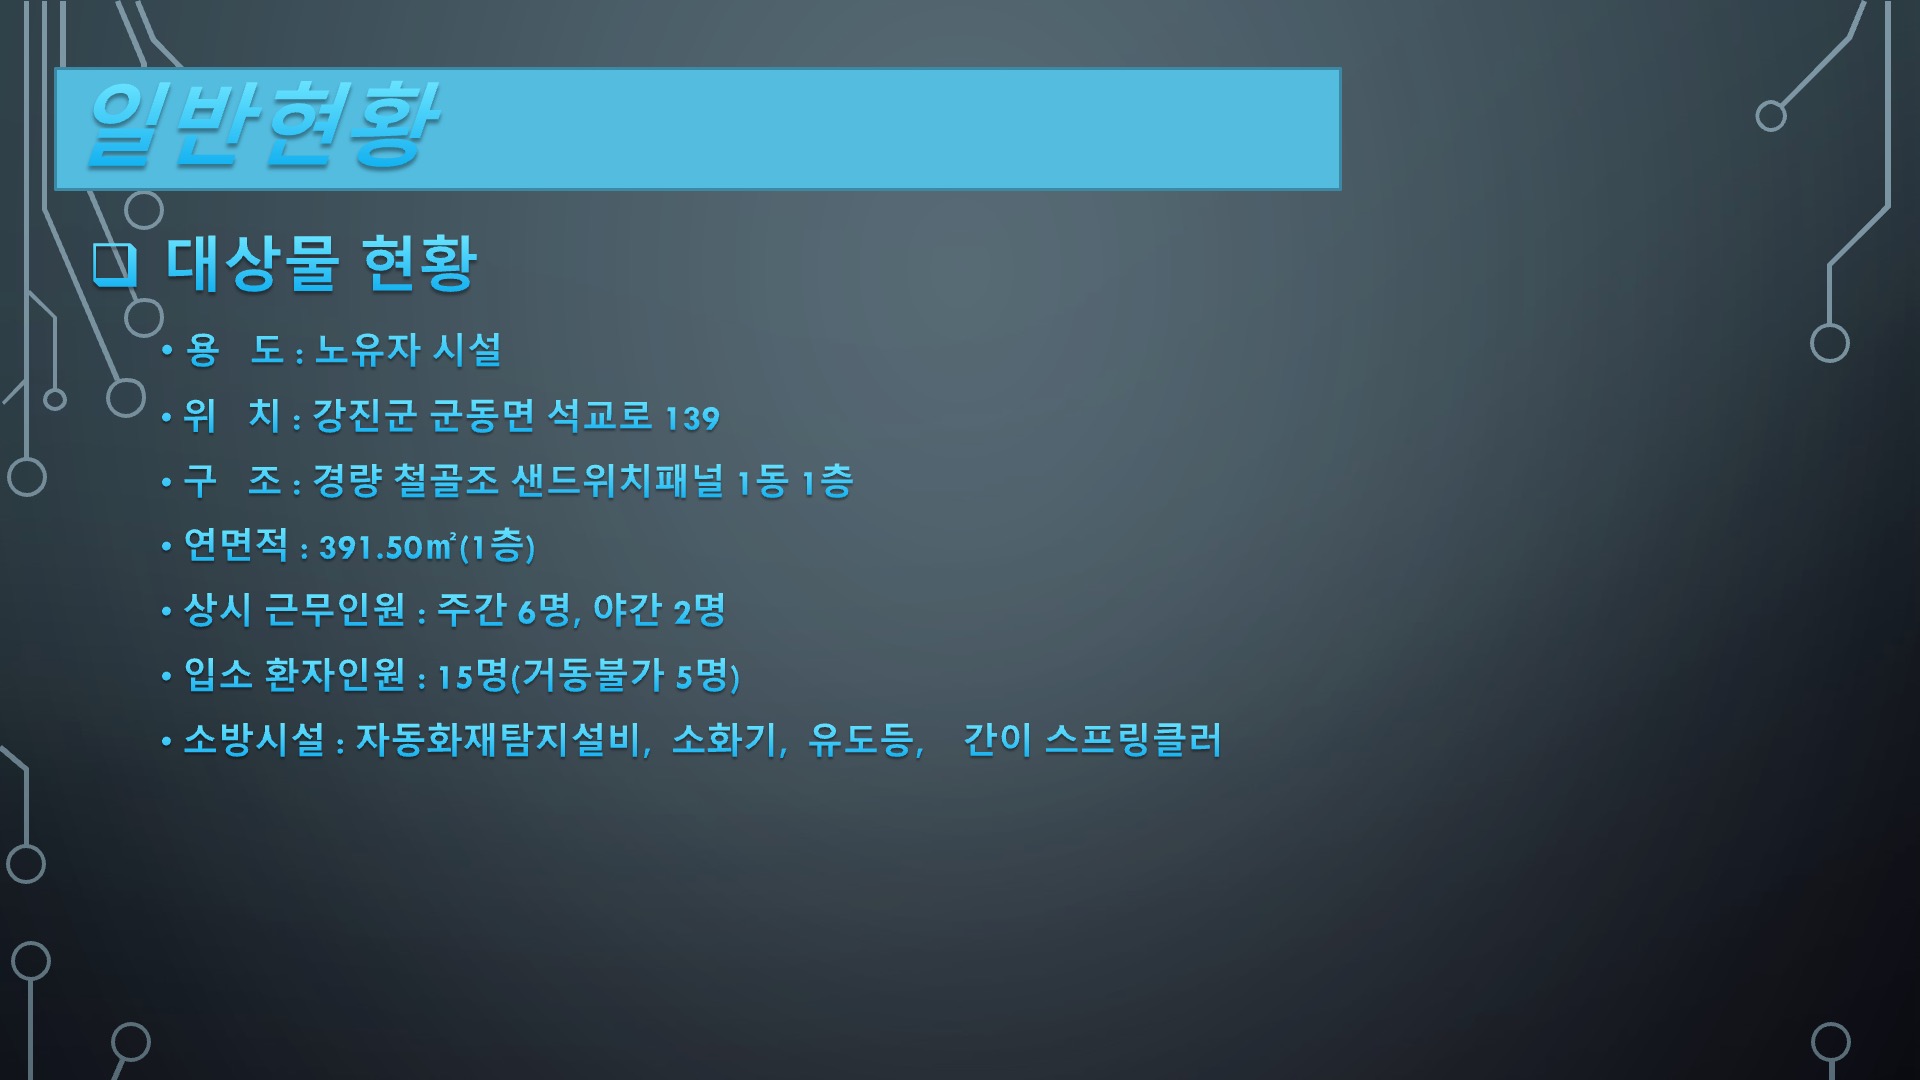 일반현황
❑ 대상물 현황
• 용 도 : 노유자 시설
• 위 치 : 강진군 군동면 석교로 139
• 구 조 : 경량 철골조 샌드위치패널 1동 1층
• 연면적 : 391.50㎡(1층)
• 상시 근무인원 : 주간 6명, 야간 2명
• 입소 환자인원 : 15명(거동불가 5명)
• 소방시설 : 자동화재탐지설비, 소화기, 유도등, 간이 스프링클러